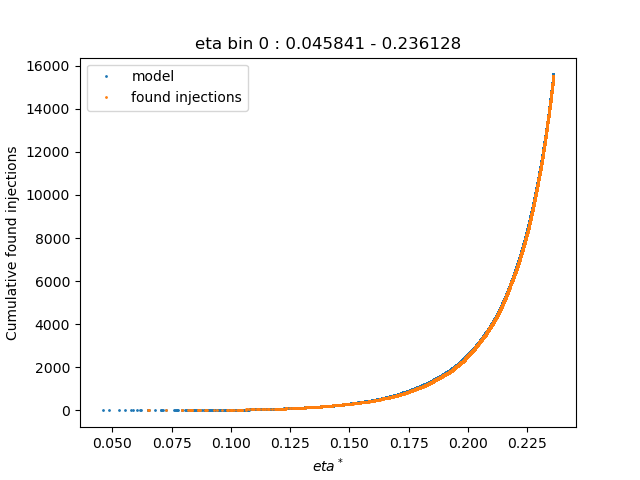 eta bin 0 : 0.045841 - 0.236128
model
found injections
Cumulative found injections
16000
14000
12000
10000
8000
6000
4000
2000
0
0.050 0.075 0.100 0.125 0.150 0.175 0.200 0.225
eta*